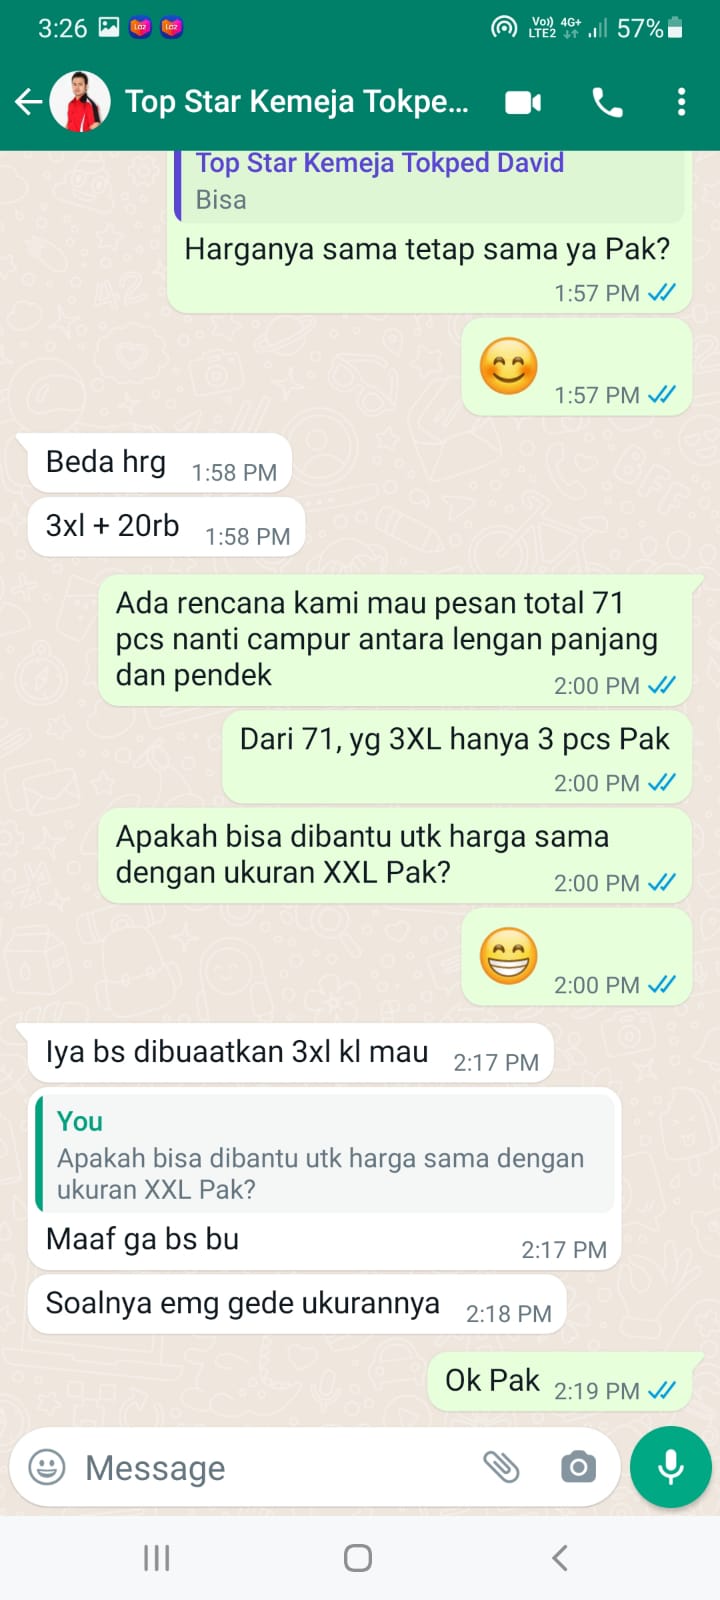 3:26 Laz Laz Vo)) LTE2 4G+ 57%
Top Star Kemeja Tokpe...
Top Star Kemeja Tokped David
Bisa
Harganya sama tetap sama ya Pak?
1:57 PM
1:57 PM
Beda hrg 1:58 PM
3xl + 20rb 1:58 PM
Ada rencana kami mau pesan total 71
pcs nanti campur antara lengan panjang
dan pendek 2:00 PM
Dari 71, yg 3XL hanya 3 pcs Pak
2:00 PM
Apakah bisa dibantu utk harga sama
dengan ukuran XXL Pak? 2:00 PM
2:00 PM
Iya bs dibuaatkan 3xl kl mau 2:17 PM
You
Apakah bisa dibantu utk harga sama dengan
ukuran XXL Pak?
Maaf ga bs bu 2:17 PM
Soalnya emg gede ukurannya 2:18 PM
Ok Pak 2:19 PM
Message